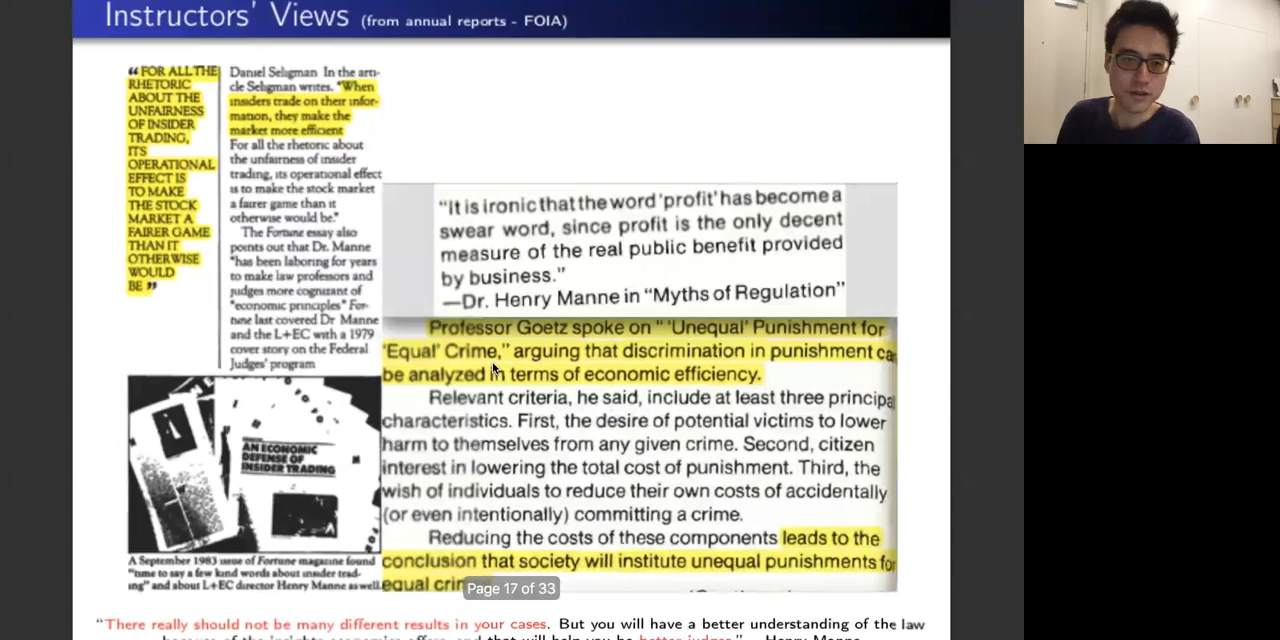 Instructors' Views (from annual reports - FOIA)
“ FOR ALL THE
RHETORIC
ABOUT THE
UNFAIRNESS
OF INSIDER
TRADING,
ITS
OPERATIONAL
EFFECT IS
TO MAKE
THE STOCK
MARKET A
FAIRER GAME
THAN IT
OTHERWISE
WOULD
BE ”
Daniel Seligman In the arti-
cle Seligman writes. "When
insiders trade on their infor-
mation, they make the
market more efficient
For all the rhetoric about
the unfairness of insider
trading, its operational effect
is to make the stock market
a fairer game than it
otherwise would be."
The Fortune essay also
points out that Dr. Manne
"has been laboring for years
to make law professors and
judges more cognizant of
"economic principles" For-
tune last covered Dr Manne
and the L+EC with a 1979
cover story on the Federal
Judges' program
AN ECONOMIC
DEFENSE OF
INSIDER TRADING
A September 1983 issue of Fortune magazine found
"time to say a few kind words about insider trad-
ing" and about L+EC director Henry Manne as well.
"It is ironic that the word 'profit' has become a
swear word, since profit is the only decent
measure of the real public benefit provided
by business."
—Dr. Henry Manne in "Myths of Regulation"
Professor Goetz spoke on " 'Unequal' Punishment for
'Equal' Crime," arguing that discrimination in punishment ca
be analyzed in terms of economic efficiency.
Relevant criteria, he said, include at least three principa
characteristics. First, the desire of potential victims to lower
harm to themselves from any given crime. Second, citizen
interest in lowering the total cost of punishment. Third, the
wish of individuals to reduce their own costs of accidentally
(or even intentionally) committing a crime.
Reducing the costs of these components leads to the
conclusion that society will institute unequal punishments for
equal crim
Page 17 of 33
"There really should not be many different results in your cases. But you will have a better understanding of the law